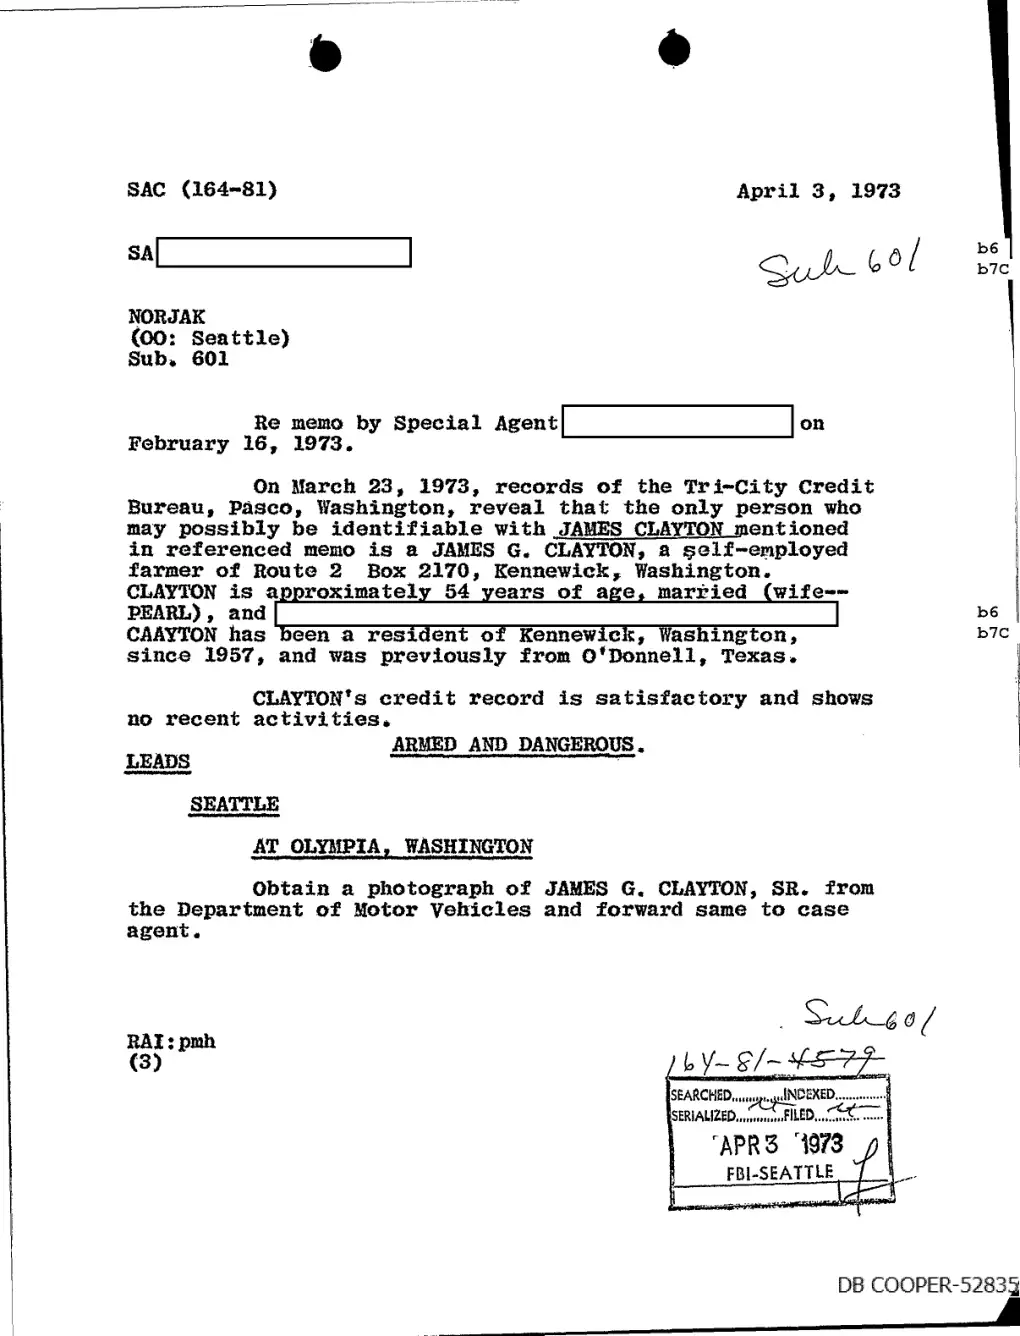 SAC (164-81) April 3, 1973
SA
Sub 601
b6
b7C
NORJAK
(OO: Seattle)
Sub. 601
Re memo by Special Agent on
February 16, 1973.
On March 23, 1973, records of the Tri-City Credit
Bureau, Pasco, Washington, reveal that the only person who
may possibly be identifiable with JAMES CLAYTON mentioned
in referenced memo is a JAMES G. CLAYTON, a self-employed
farmer of Route 2 Box 2170, Kennewick, Washington.
CLAYTON is approximately 54 years of age, married (wife--
PEARL), and
b6
CAAYTON has been a resident of Kennewick, Washington,
b7C
since 1957, and was previously from O'Donnell, Texas.
CLAYTON's credit record is satisfactory and shows
no recent activities.
ARMED AND DANGEROUS.
LEADS
SEATTLE
AT OLYMPIA, WASHINGTON
Obtain a photograph of JAMES G. CLAYTON, SR. from
the Department of Motor Vehicles and forward same to case
agent.
Sub 601
RAI:pmh
(3)
164-81-4579
SEARCHED............INDEXED..............
SERIALIZED.............FILED...............
APR 3 1973
FBI-SEATTLE
DB COOPER-52835